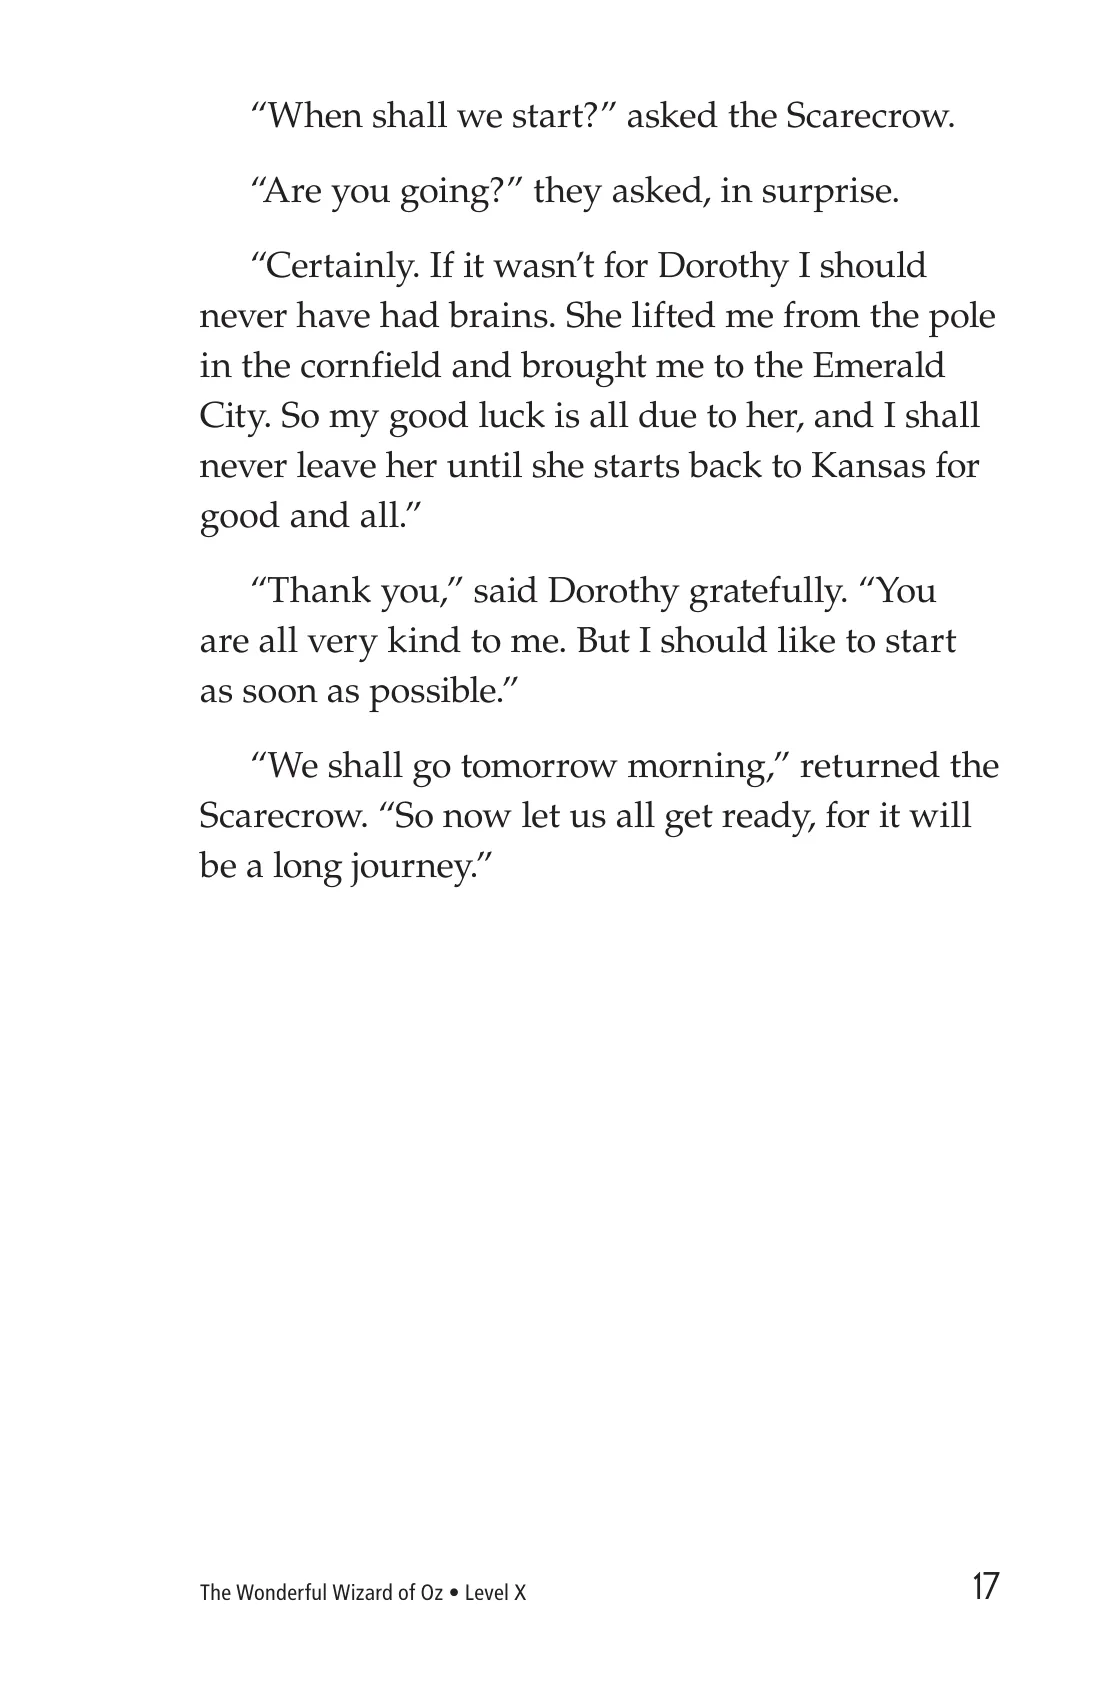 “When shall we start?” asked the Scarecrow.
“Are you going?” they asked, in surprise.
“Certainly. If it wasn’t for Dorothy I should
never have had brains. She lifted me from the pole
in the cornfield and brought me to the Emerald
City. So my good luck is all due to her, and I shall
never leave her until she starts back to Kansas for
good and all.”
“Thank you,” said Dorothy gratefully. “You
are all very kind to me. But I should like to start
as soon as possible.”
“We shall go tomorrow morning,” returned the
Scarecrow. “So now let us all get ready, for it will
be a long journey.”
The Wonderful Wizard of Oz • Level X 17